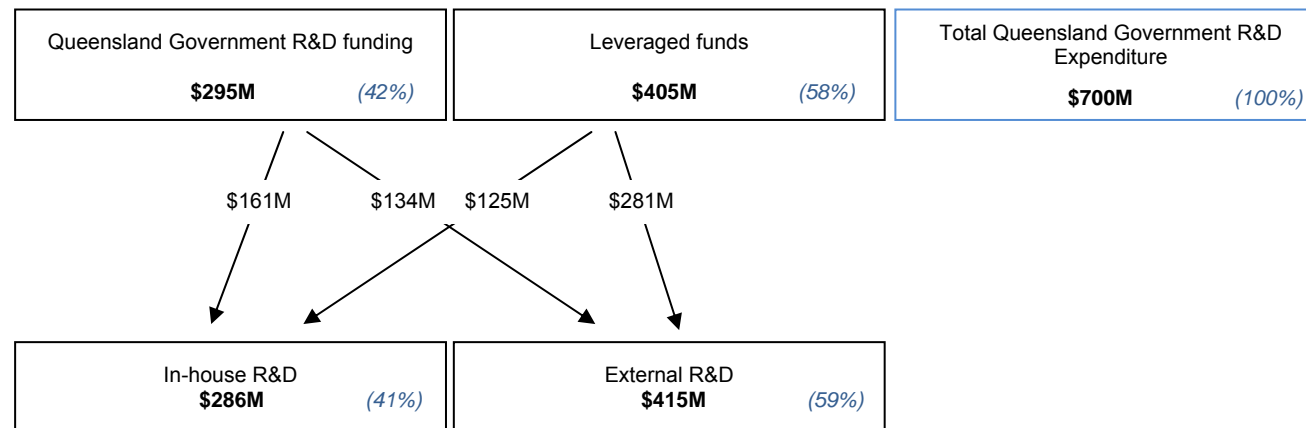 Queensland Government R&D funding
$295M (42%)
Leveraged funds
$405M (58%)
Total Queensland Government R&D
Expenditure
$700M (100%)
$161M
$134M
$125M
$281M
In-house R&D
$286M (41%)
External R&D
$415M (59%)